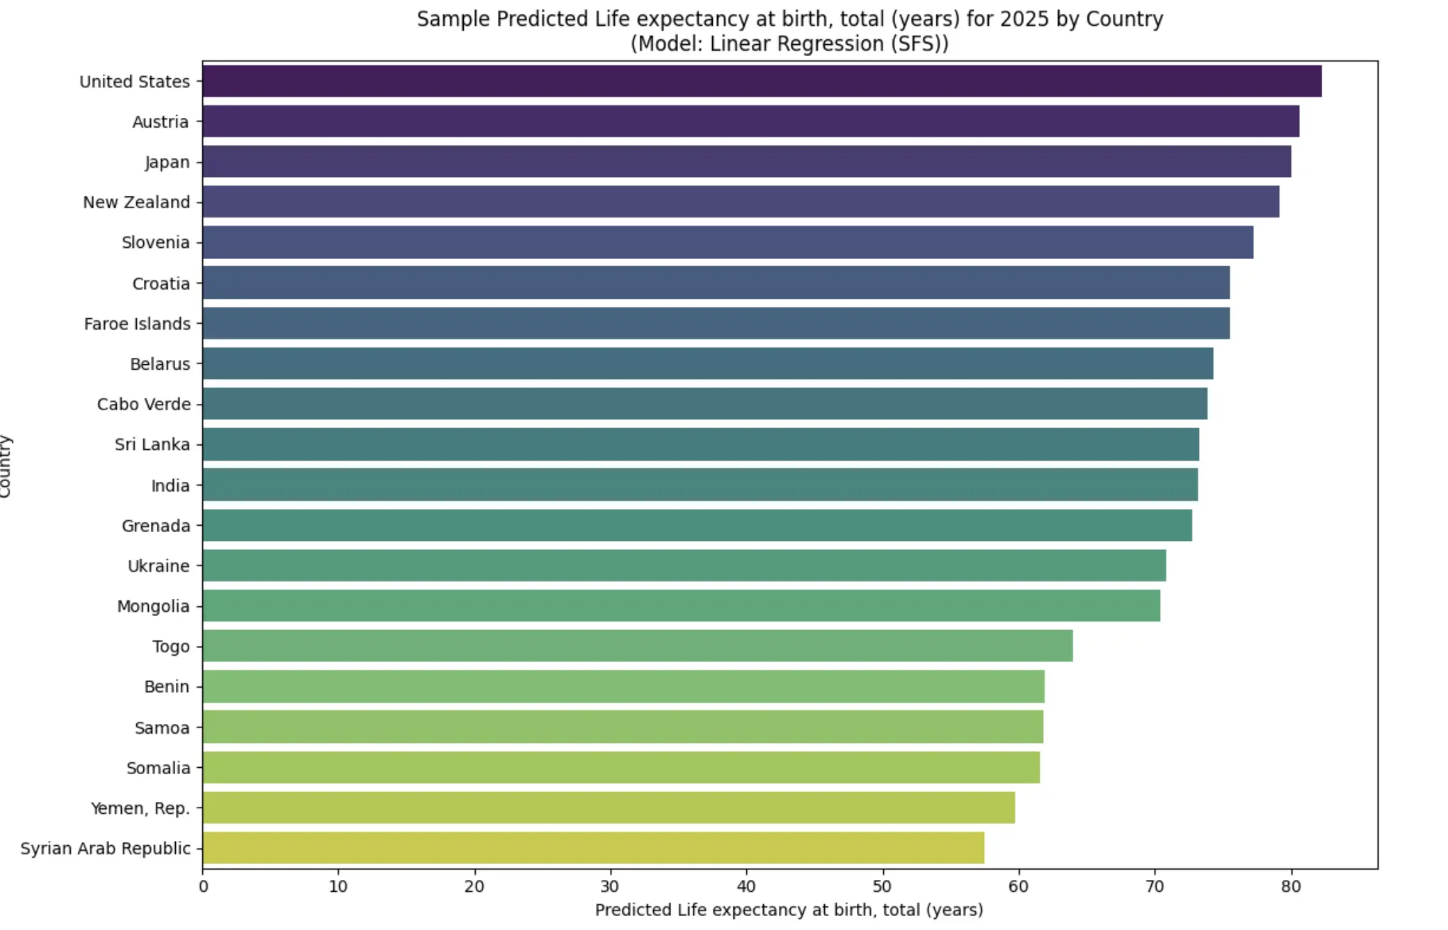 Sample Predicted Life expectancy at birth, total (years) for 2025 by Country
(Model: Linear Regression (SFS))
United States
Austria
Japan
New Zealand
Slovenia
Croatia
Faroe Islands
Belarus
Cabo Verde
Sri Lanka
India
Grenada
Ukraine
Mongolia
Togo
Benin
Samoa
Somalia
Yemen, Rep.
Syrian Arab Republic
Country
0 10 20 30 40 50 60 70 80
Predicted Life expectancy at birth, total (years)